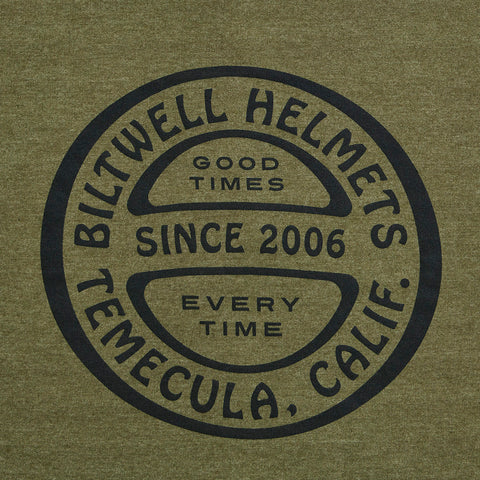 BILTWELL HELMETS
GOOD
TIMES
SINCE 2006
EVERY
TIME
TEMECULA, CALIF.